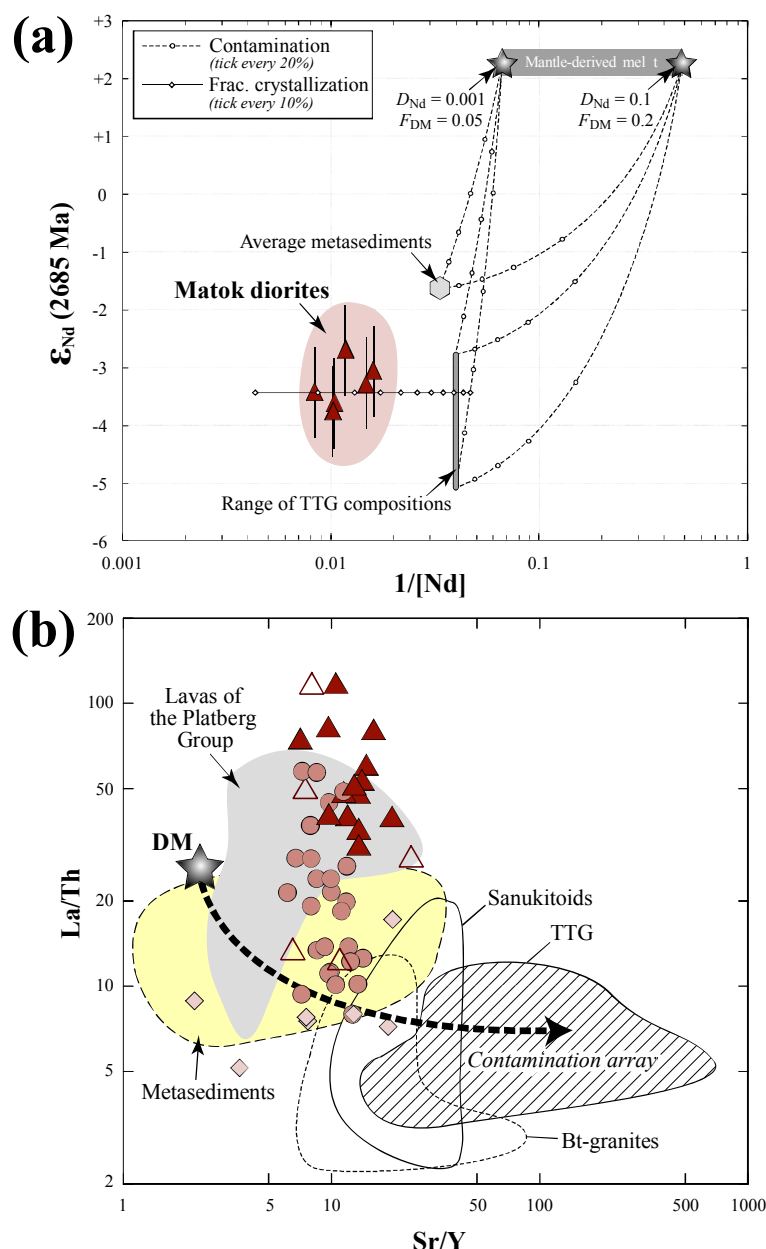 (a)
+3
+2
+1
0
-1
-2
-3
-4
-5
-6
εNd (2685 Ma)
Contamination
(tick every 20%)
Frac. crystallization
(tick every 10%)
Mantle-derived mel t
DNd = 0.001
FDM = 0.05
DNd = 0.1
FDM = 0.2
Average metasediments
Matok diorites
Range of TTG compositions
0.001
0.01
0.1
1
1/[Nd]
(b)
200
100
50
20
10
5
2
La/Th
Lavas of
the Platberg
Group
DM
Sanukitoids
TTG
Contamination array
Metasediments
Bt-granites
1
5
10
50
100
500
1000
Sr/Y